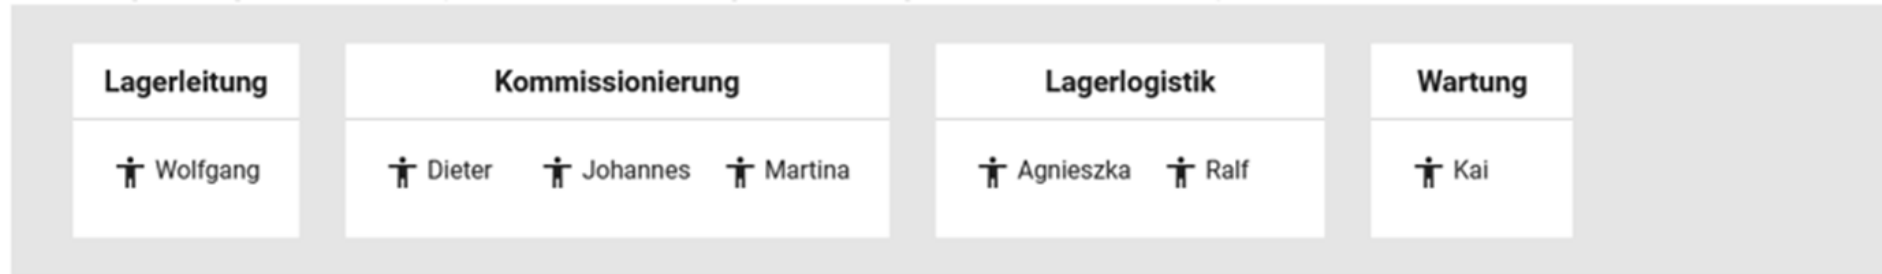 Lagerleitung
Wolfgang
Kommissionierung
Dieter Johannes Martina
Lagerlogistik
Agnieszka Ralf
Wartung
Kai